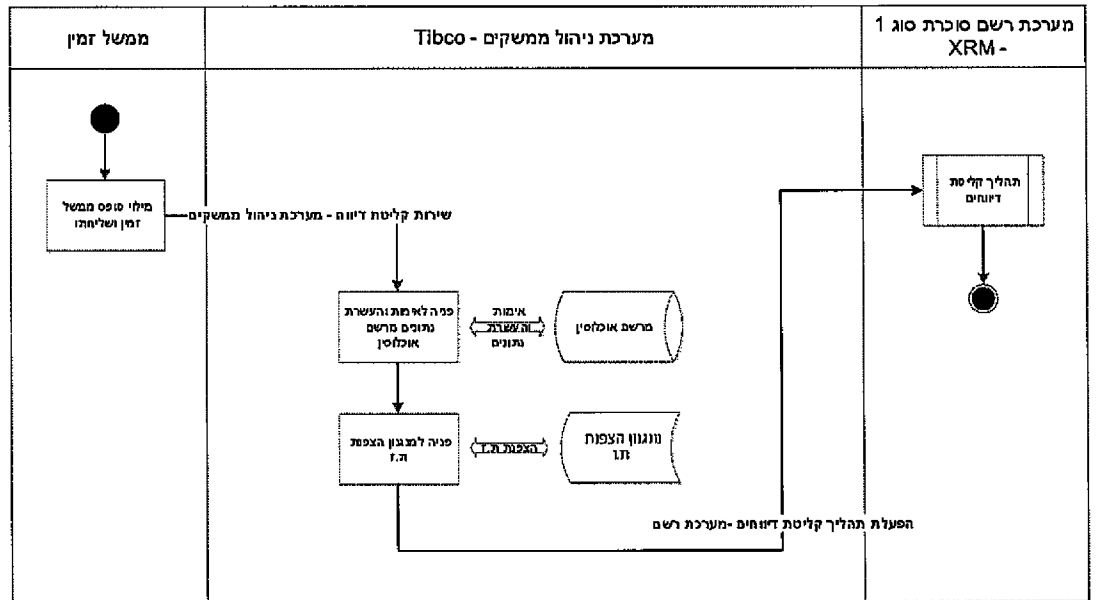 מערכת רשם סוכרת סוג 1
- XRM
מערכת ניהול ממשקים - Tibco
ממשל זמין
מילוי טופס ממשל
זמין ושליחתו
שירות קליטת דיווח - מערכת ניהול ממשקים
פניה לאימות והעשרת
נתונים מרשם
אוכלוסין
אימות
והעשרת
נתונים
מרשם אוכלוסין
פניה למנגנון הצפנת
ת.ז
הצפנת ת.ז
מנגנון הצפנת
ת.ז
הפעלת תהליך קליטת דיווחים -מערכת רשם
תהליך קליטת
דיווחים